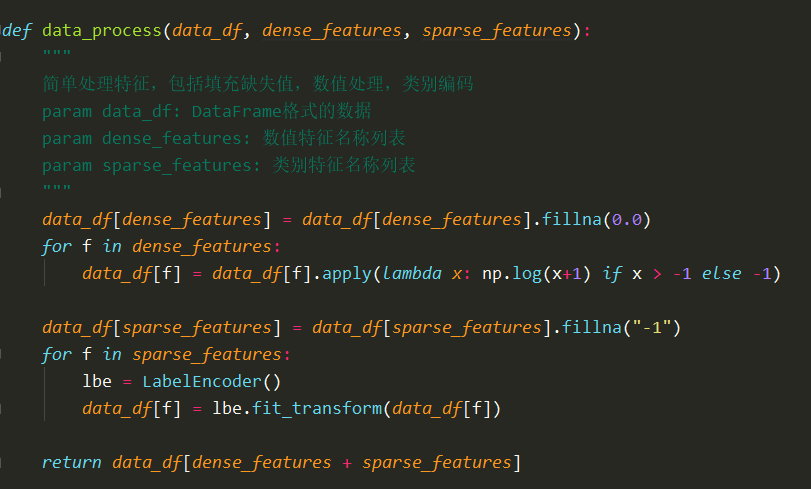 def data_process(data_df, dense_features, sparse_features):
"""
简单处理特征，包括填充缺失值，数值处理，类别编码
param data_df: DataFrame格式的数据
param dense_features: 数值特征名称列表
param sparse_features: 类别特征名称列表
"""
data_df[dense_features] = data_df[dense_features].fillna(0.0)
for f in dense_features:
data_df[f] = data_df[f].apply(lambda x: np.log(x+1) if x > -1 else -1)
data_df[sparse_features] = data_df[sparse_features].fillna("-1")
for f in sparse_features:
lbe = LabelEncoder()
data_df[f] = lbe.fit_transform(data_df[f])
return data_df[dense_features + sparse_features]